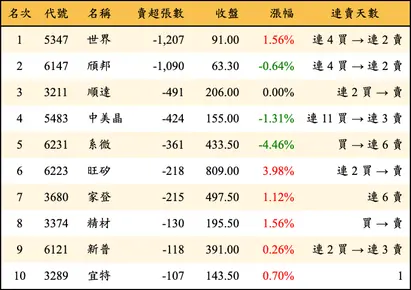 名次 代號 名稱 賣超張數 收盤 漲幅 連賣天數
1 5347 世界 -1,207 91.00 1.56% 連 4 買 → 連 2 賣
2 6147 頎邦 -1,090 63.30 -0.64% 連 4 買 → 連 2 賣
3 3211 順達 -491 206.00 0.00% 連 2 買 → 賣
4 5483 中美晶 -424 155.00 -1.31% 連 11 買 → 連 3 賣
5 6231 系微 -361 433.50 -4.46% 買 → 連 6 賣
6 6223 旺矽 -218 809.00 3.98% 連 2 買 → 賣
7 3680 家登 -215 497.50 1.12% 連 6 賣
8 3374 精材 -130 195.50 1.56% 買 → 賣
9 6121 新普 -118 391.00 0.26% 連 2 買 → 連 3 賣
10 3289 宜特 -107 143.50 0.70% 1